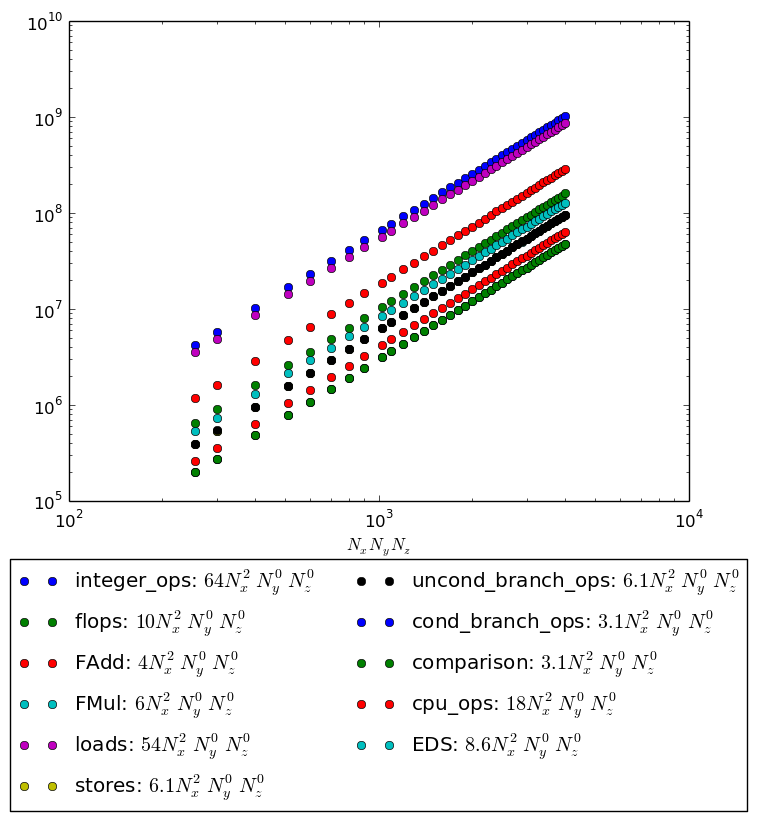 10^10
10^9
10^8
10^7
10^6
10^5
10^2 10^3 10^4
N_x N_y N_z
integer_ops: 64N_x^2 N_y^0 N_z^0
flops: 10N_x^2 N_y^0 N_z^0
FAdd: 4N_x^2 N_y^0 N_z^0
FMul: 6N_x^2 N_y^0 N_z^0
loads: 54N_x^2 N_y^0 N_z^0
stores: 6.1N_x^2 N_y^0 N_z^0
uncond_branch_ops: 6.1N_x^2 N_y^0 N_z^0
cond_branch_ops: 3.1N_x^2 N_y^0 N_z^0
comparison: 3.1N_x^2 N_y^0 N_z^0
cpu_ops: 18N_x^2 N_y^0 N_z^0
EDS: 8.6N_x^2 N_y^0 N_z^0